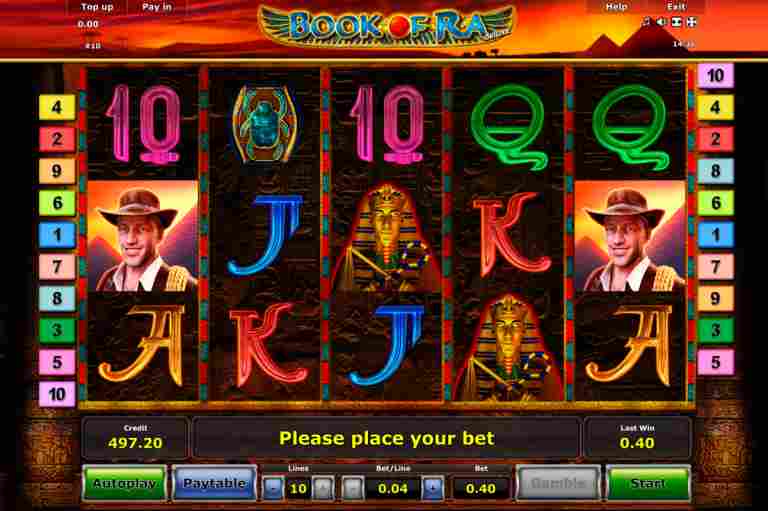 Top up Pay in
BOOK OF RA
deluxe
Help Exit
0.00
€10
10 10 Q Q
10
4 4
2 2
9 8
6 6
1 1
7 7
8 9
3 3
5 5
10
J K
A K J A
Credit
497.20
Please place your bet
Last Win
0.40
Autoplay
Paytable
Lines
- 10 +
Bet/Line
- 0.04 +
Bet
0.40
Gamble
Start